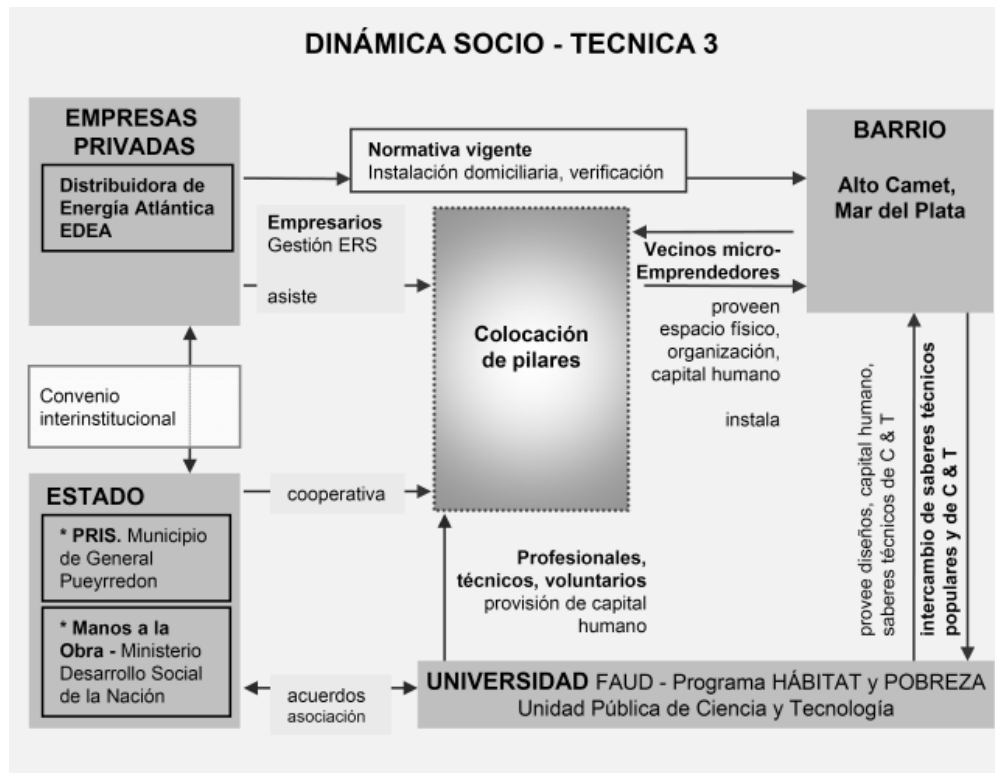 DINÁMICA SOCIO - TECNICA 3
EMPRESAS
PRIVADAS
Distribuidora de
Energía Atlántica
EDEA
Normativa vigente
Instalación domiciliaria, verificación
BARRIO
Alto Camet,
Mar del Plata
Empresarios
Gestión ERS
asiste
Colocación
de pilares
Vecinos micro-
Emprendedores
proveen
espacio físico,
organización,
capital humano
instala
Convenio
interinstitucional
ESTADO
* PRIS. Municipio
de General
Pueyrredon
* Manos a la
Obra - Ministerio
Desarrollo Social
de la Nación
cooperativa
Profesionales,
técnicos, voluntarios
provisión de capital
humano
provee diseños, capital humano,
saberes técnicos de C & T
intercambio de saberes técnicos
populares y de C & T
acuerdos
asociación
UNIVERSIDAD FAUD - Programa HÁBITAT y POBREZA
Unidad Pública de Ciencia y Tecnología